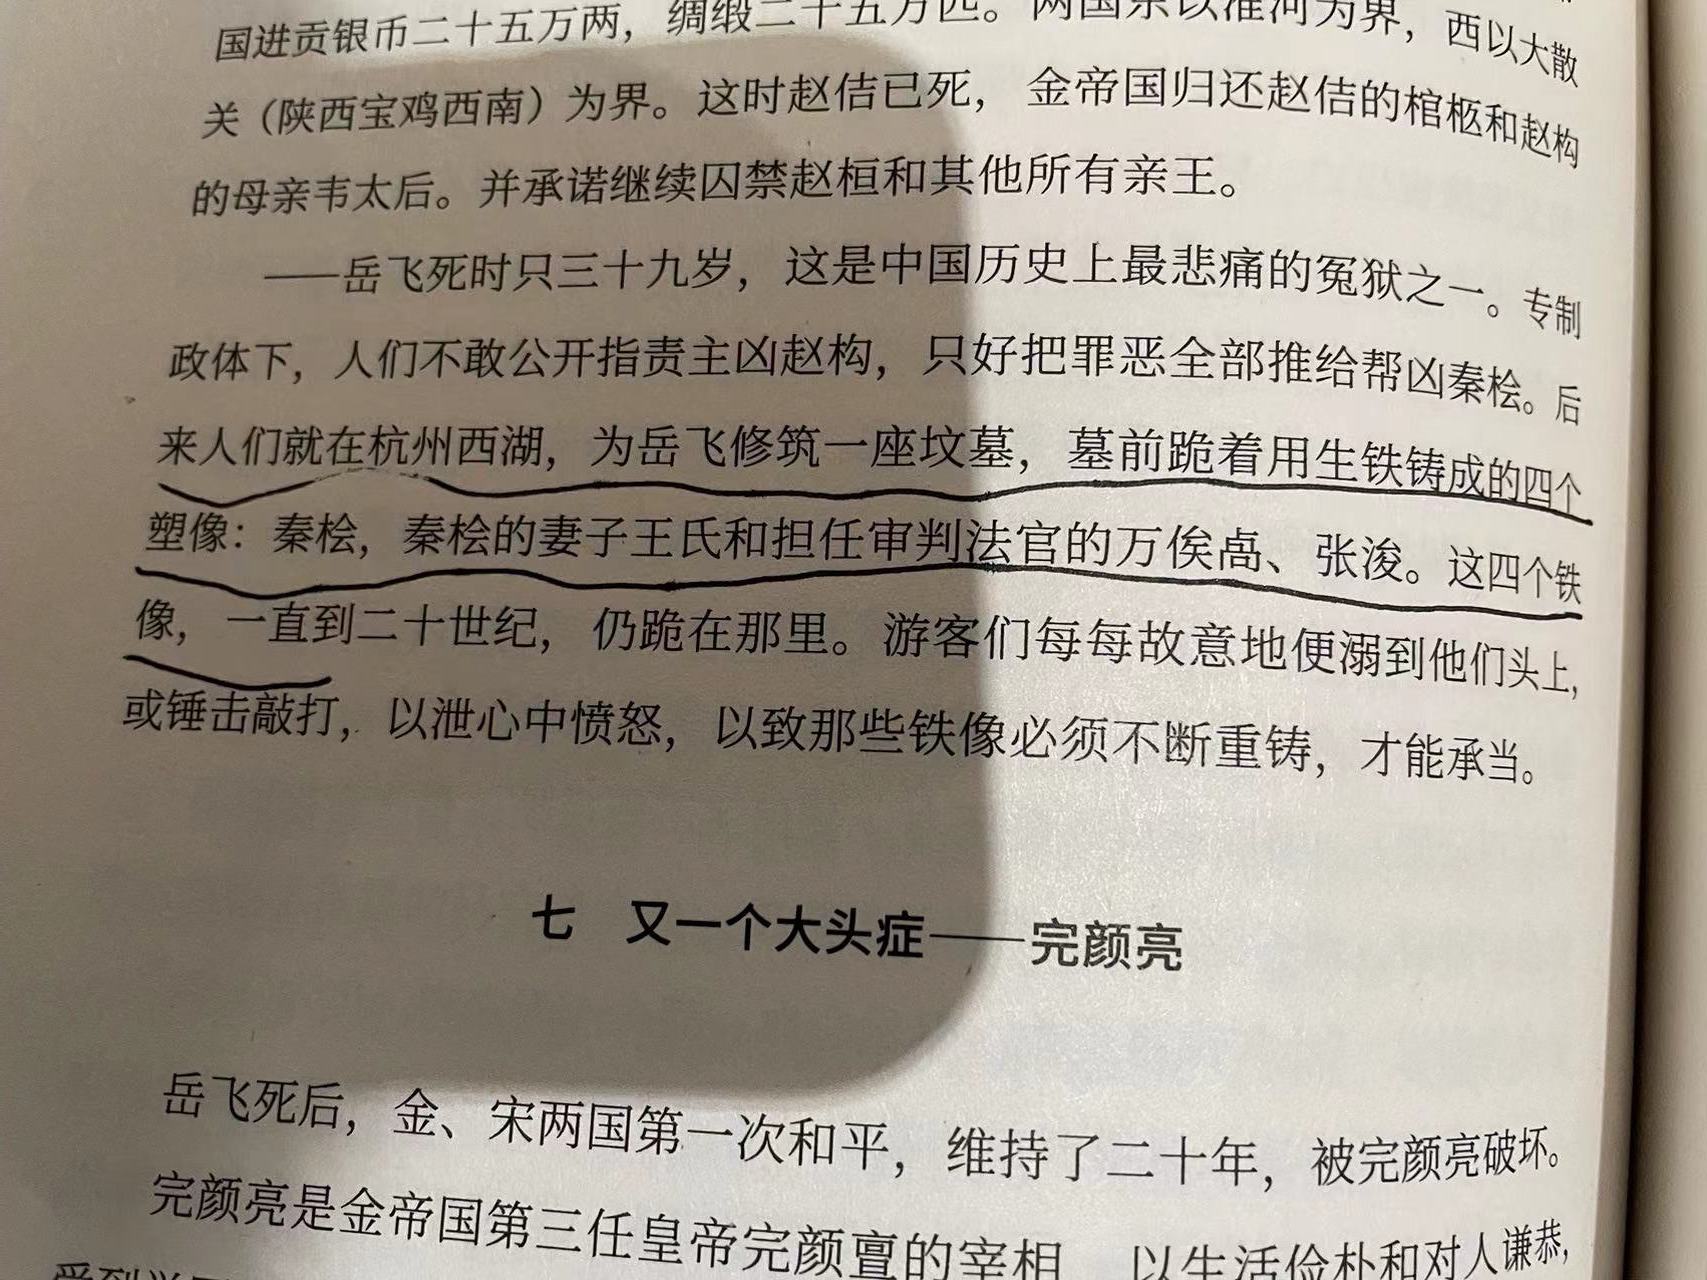 国进贡银币二十五万两，绸缎二十五万匹。两国东以淮河为界，西以大散
关（陕西宝鸡西南）为界。这时赵佶已死，金帝国归还赵佶的棺柩和赵构
的母亲韦太后。并承诺继续囚禁赵桓和其他所有亲王。
——岳飞死时只三十九岁，这是中国历史上最悲痛的冤狱之一。专制
政体下，人们不敢公开指责主凶赵构，只好把罪恶全部推给帮凶秦桧。后
来人们就在杭州西湖，为岳飞修筑一座坟墓，墓前跪着用生铁铸成的四个
塑像：秦桧，秦桧的妻子王氏和担任审判法官的万俟卨、张浚。这四个铁
像，一直到二十世纪，仍跪在那里。游客们每每故意地便溺到他们头上，
或锤击敲打，以泄心中愤怒，以致那些铁像必须不断重铸，才能承当。
七 又一个大头症——完颜亮
岳飞死后，金、宋两国第一次和平，维持了二十年，被完颜亮破坏。
完颜亮是金帝国第三任皇帝完颜亶的宰相，以生活俭朴和对人谦恭，
受到